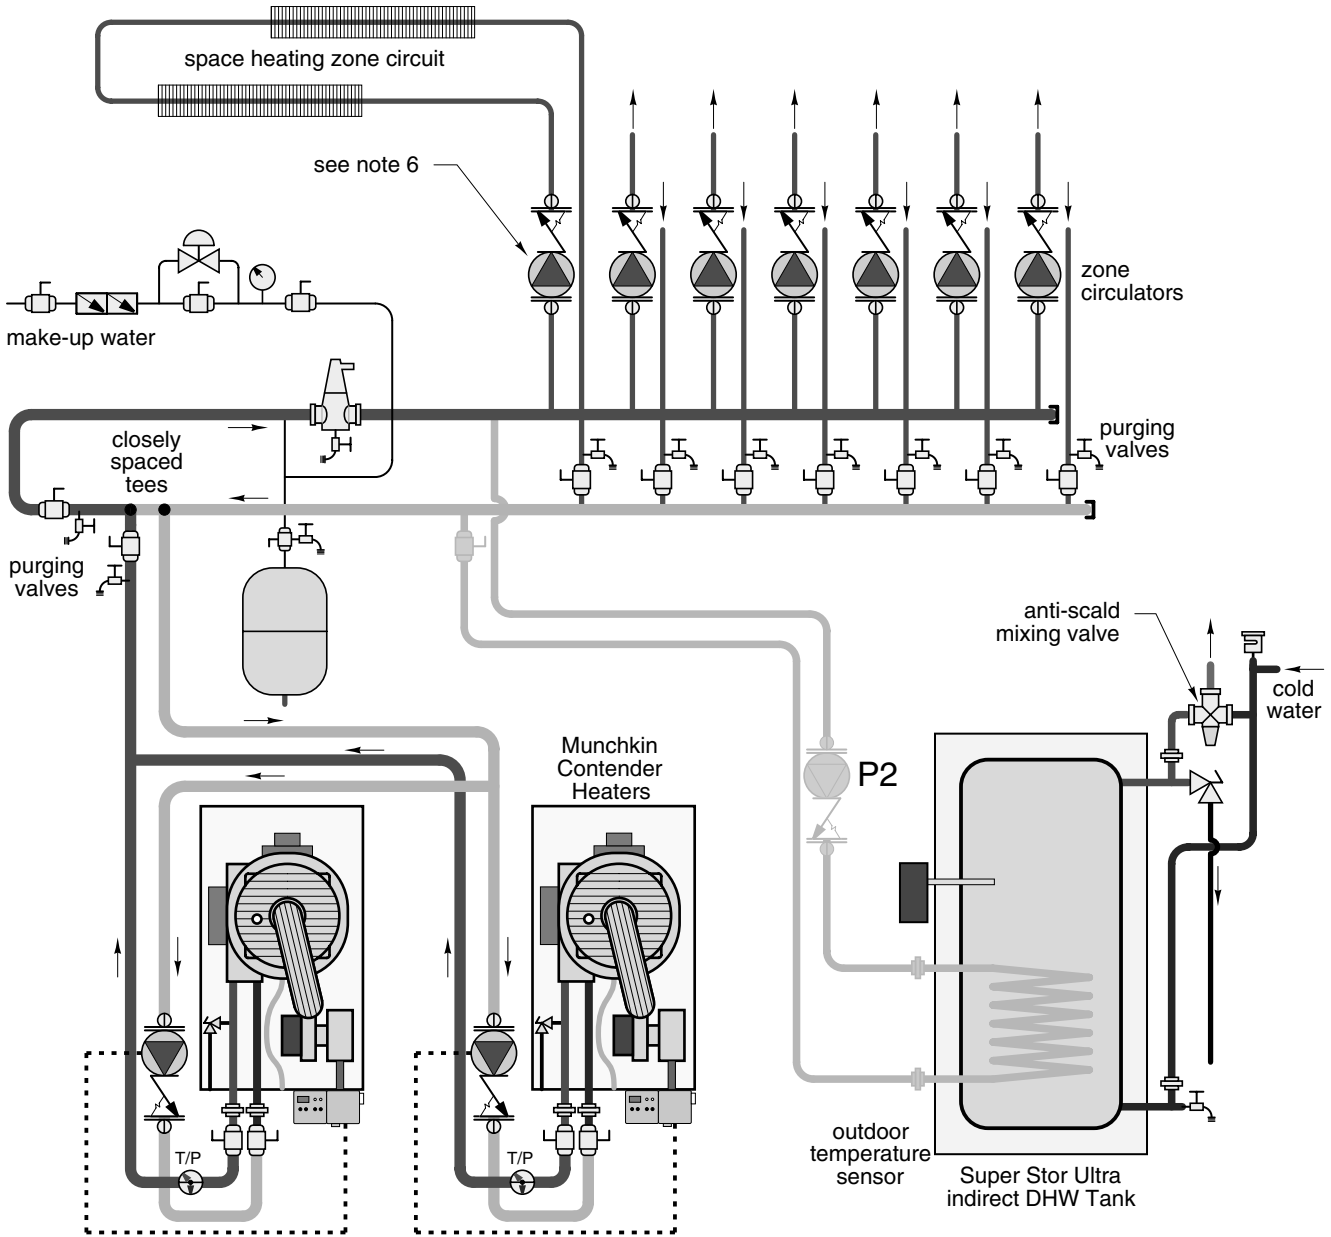 space heating zone circuit
see note 6
zone
circulators
make-up water
closely
spaced
tees
purging
valves
purging
valves
anti-scald
mixing valve
cold
water
Munchkin
Contender
Heaters
P2
T/P
T/P
outdoor
temperature
sensor
Super Stor Ultra
indirect DHW Tank